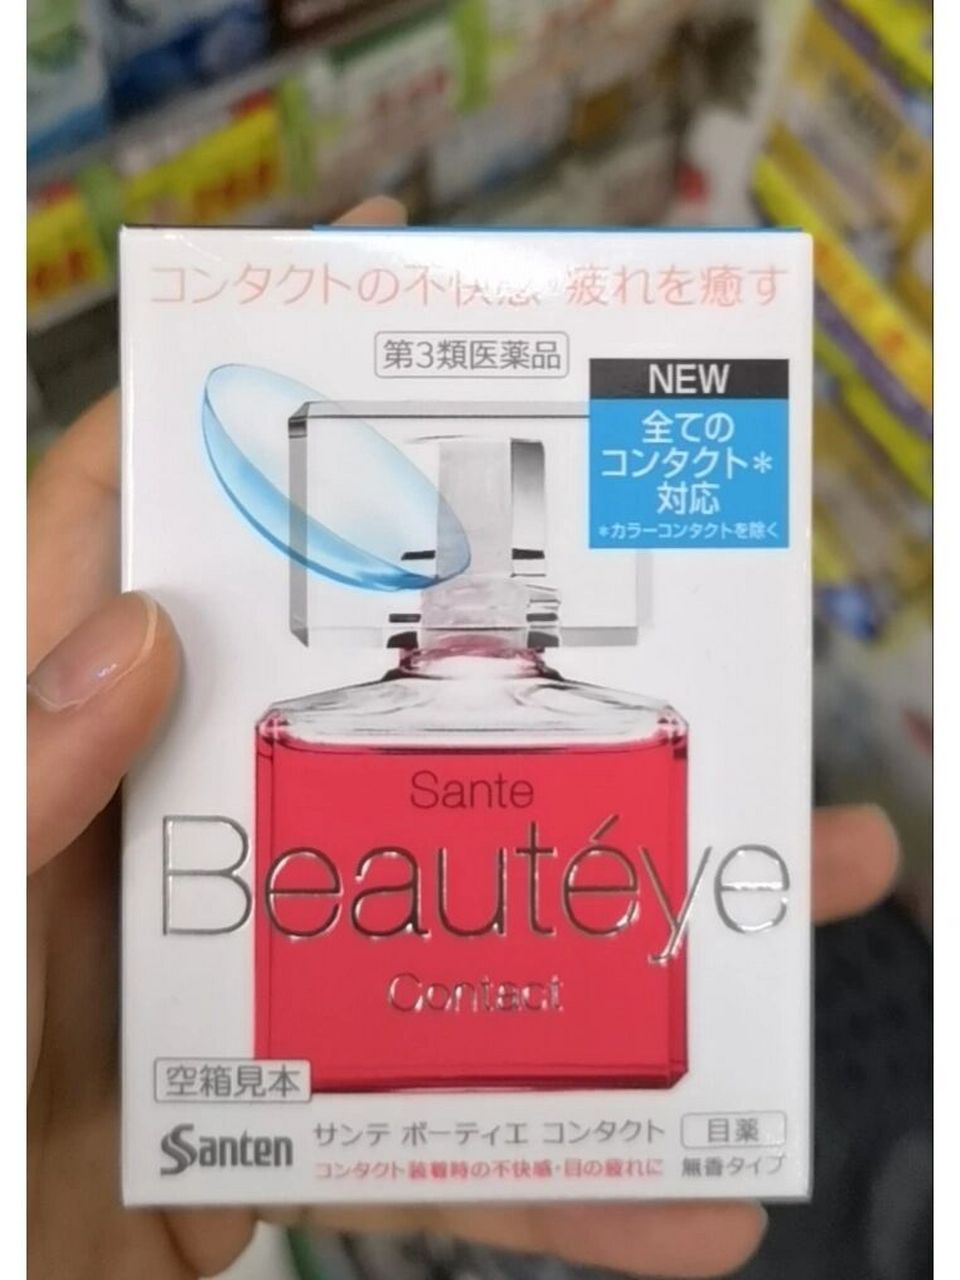 コンタクトの不快感・疲れを癒す
第3類医薬品
NEW
全ての
コンタクト*
対応
*カラーコンタクトを除く
Sante
Beautéye
Contact
空箱見本
Santen
サンテ ボーティエ コンタクト
目薬
コンタクト装着時の不快感・目の疲れに
無香タイプ